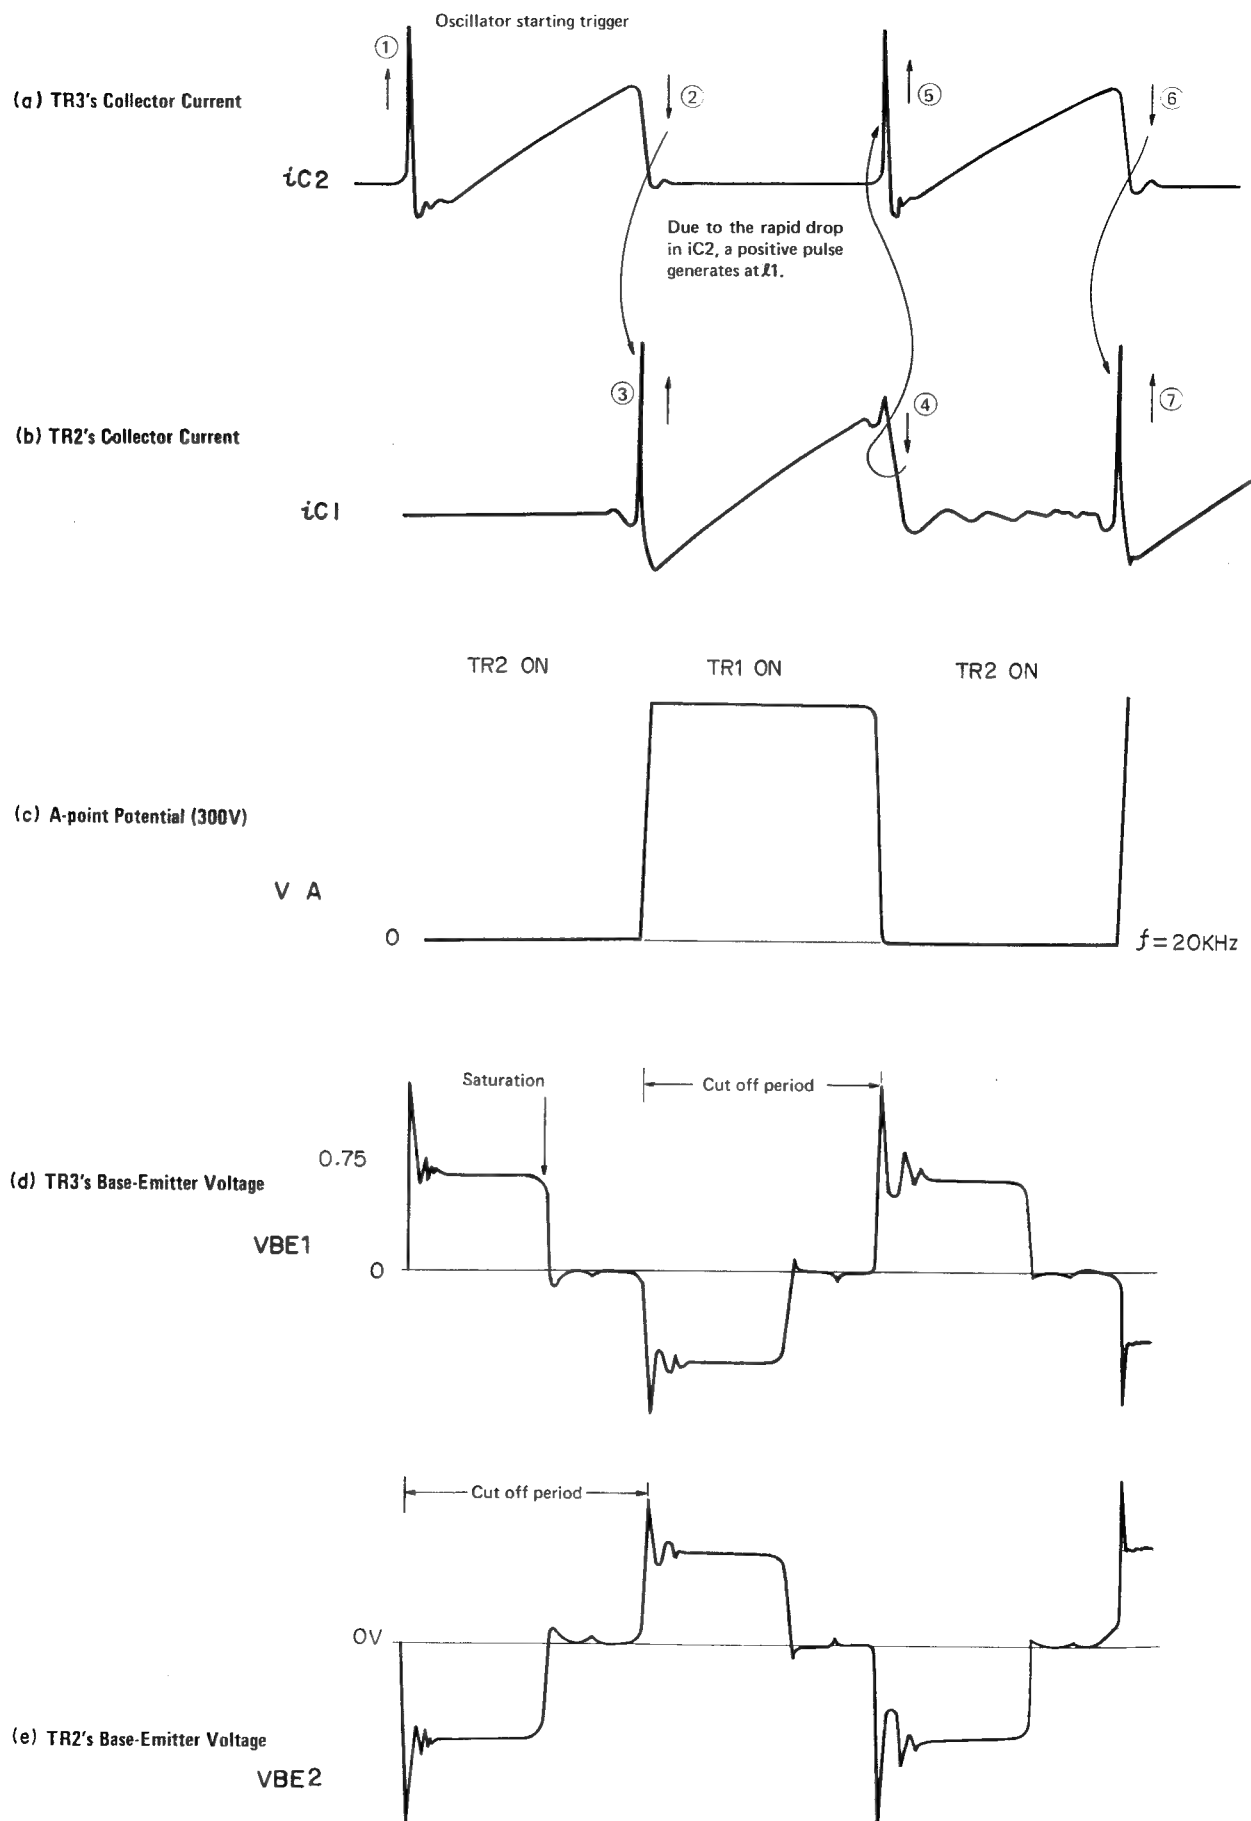 Oscillator starting trigger
①
(a) TR3's Collector Current
②
⑤
⑥
iC2
Due to the rapid drop
in iC2, a positive pulse
generates at ℓ1.
③
④
⑦
(b) TR2's Collector Current
iC1
TR2 ON
TR1 ON
TR2 ON
(c) A-point Potential (300V)
V A
0
f=20KHz
Saturation
Cut off period
0.75
(d) TR3's Base-Emitter Voltage
VBE1
0
Cut off period
0V
(e) TR2's Base-Emitter Voltage
VBE2